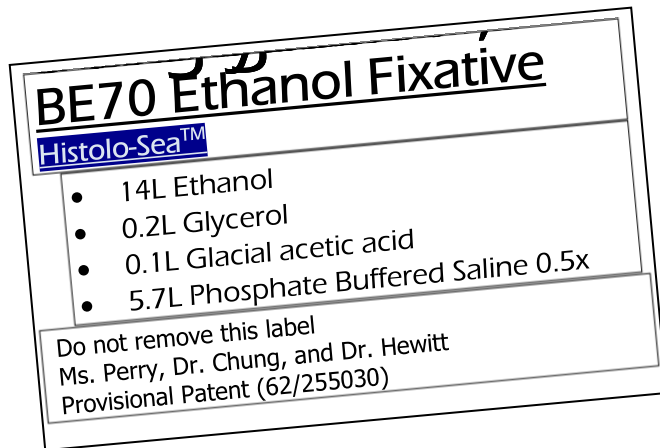 BE70 Ethanol Fixative
Histolo-Sea™
• 14L Ethanol
• 0.2L Glycerol
• 0.1L Glacial acetic acid
• 5.7L Phosphate Buffered Saline 0.5x
Do not remove this label
Ms. Perry, Dr. Chung, and Dr. Hewitt
Provisional Patent (62/255030)